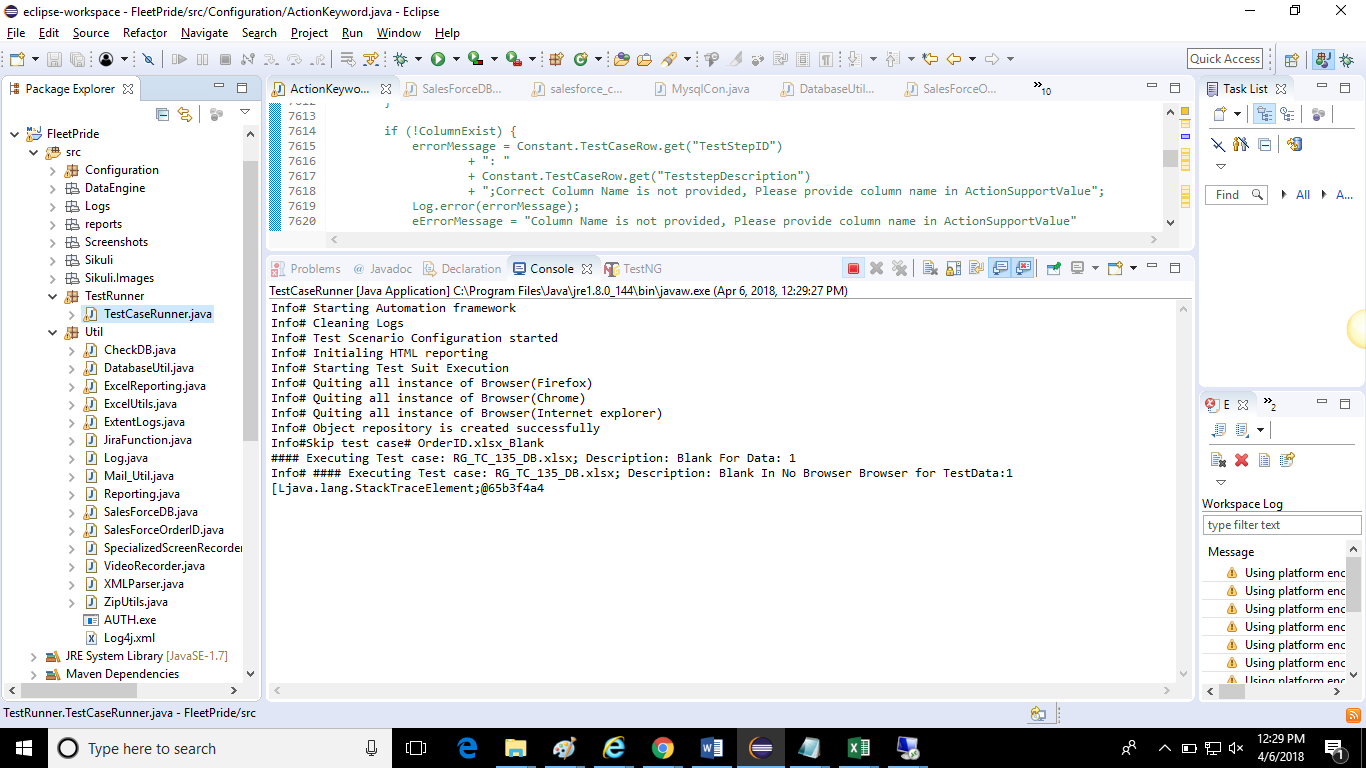 eclipse-workspace - FleetPride/src/Configuration/ActionKeyword.java - Eclipse
File Edit Source Refactor Navigate Search Project Run Window Help
Quick Access
Package Explorer
FleetPride
src
Configuration
DataEngine
Logs
reports
Screenshots
Sikuli
Sikuli.Images
TestRunner
TestCaseRunner.java
Util
CheckDB.java
DatabaseUtil.java
ExcelReporting.java
ExcelUtils.java
ExtentLogs.java
JiraFunction.java
Log.java
Mail_Util.java
Reporting.java
SalesForceDB.java
SalesForceOrderID.java
SpecializedScreenRecorder
VideoRecorder.java
XMLParser.java
ZipUtils.java
AUTH.exe
Log4j.xml
JRE System Library [JavaSE-1.7]
Maven Dependencies
ActionKeywo... SalesForceDB... salesforce_c... MysqlCon.java DatabaseUtil... SalesForceO... »10
7612 }
7613
7614 if (!ColumnExist) {
7615 errorMessage = Constant.TestCaseRow.get("TestStepID")
7616 + ": "
7617 + Constant.TestCaseRow.get("TeststepDescription")
7618 + ";Correct Column Name is not provided, Please provide column name in ActionSupportValue";
7619 Log.error(errorMessage);
7620 eErrorMessage = "Column Name is not provided, Please provide column name in ActionSupportValue"
Problems @ Javadoc Declaration Console TestNG
TestCaseRunner [Java Application] C:\Program Files\Java\jre1.8.0_144\bin\javaw.exe (Apr 6, 2018, 12:29:27 PM)
Info# Starting Automation framework
Info# Cleaning Logs
Info# Test Scenario Configuration started
Info# Initialing HTML reporting
Info# Starting Test Suit Execution
Info# Quiting all instance of Browser(Firefox)
Info# Quiting all instance of Browser(Chrome)
Info# Quiting all instance of Browser(Internet explorer)
Info# Object repository is created successfully
Info#Skip test case# OrderID.xlsx_Blank
#### Executing Test case: RG_TC_135_DB.xlsx; Description: Blank For Data: 1
Info# #### Executing Test case: RG_TC_135_DB.xlsx; Description: Blank In No Browser Browser for TestData:1
[Ljava.lang.StackTraceElement;@65b3f4a4
Task List
Find All A...
E »2
Workspace Log
type filter text
Message
Using platform enc
Using platform enc
Using platform enc
Using platform enc
Using platform enc
Using platform enc
Using platform enc
TestRunner.TestCaseRunner.java - FleetPride/src
Type here to search
12:29 PM
4/6/2018
1